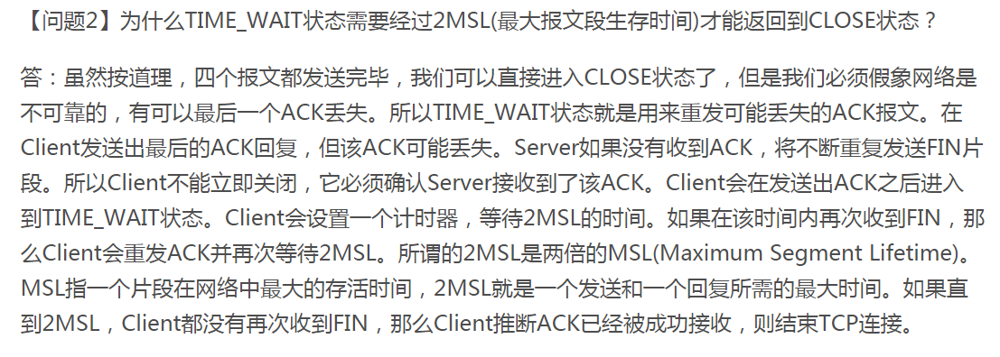 【问题2】为什么TIME_WAIT状态需要经过2MSL(最大报文段生存时间)才能返回到CLOSE状态？
答：虽然按道理，四个报文都发送完毕，我们可以直接进入CLOSE状态了，但是我们必须假象网络是
不可靠的，有可以最后一个ACK丢失。所以TIME_WAIT状态就是用来重发可能丢失的ACK报文。在
Client发送出最后的ACK回复，但该ACK可能丢失。Server如果没有收到ACK，将不断重复发送FIN片
段。所以Client不能立即关闭，它必须确认Server接收到了该ACK。Client会在发送出ACK之后进入
到TIME_WAIT状态。Client会设置一个计时器，等待2MSL的时间。如果在该时间内再次收到FIN，那
么Client会重发ACK并再次等待2MSL。所谓的2MSL是两倍的MSL(Maximum Segment Lifetime)。
MSL指一个片段在网络中最大的存活时间，2MSL就是一个发送和一个回复所需的最大时间。如果直
到2MSL，Client都没有再次收到FIN，那么Client推断ACK已经被成功接收，则结束TCP连接。